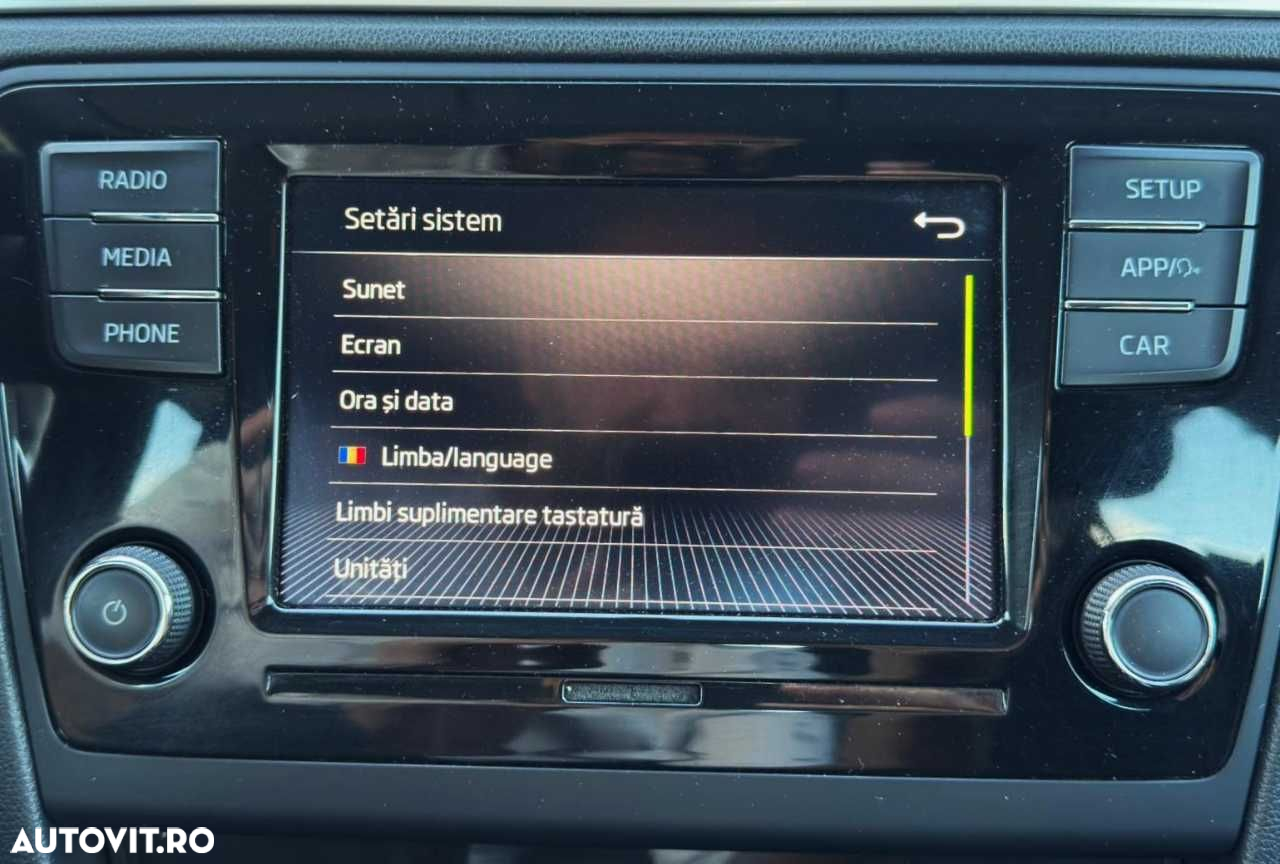 RADIO
MEDIA
PHONE
Setări sistem
Sunet
Ecran
Ora și data
Limba/language
Limbi suplimentare tastatură
Unități
SETUP
APP/
CAR
AUTOVIT.RO